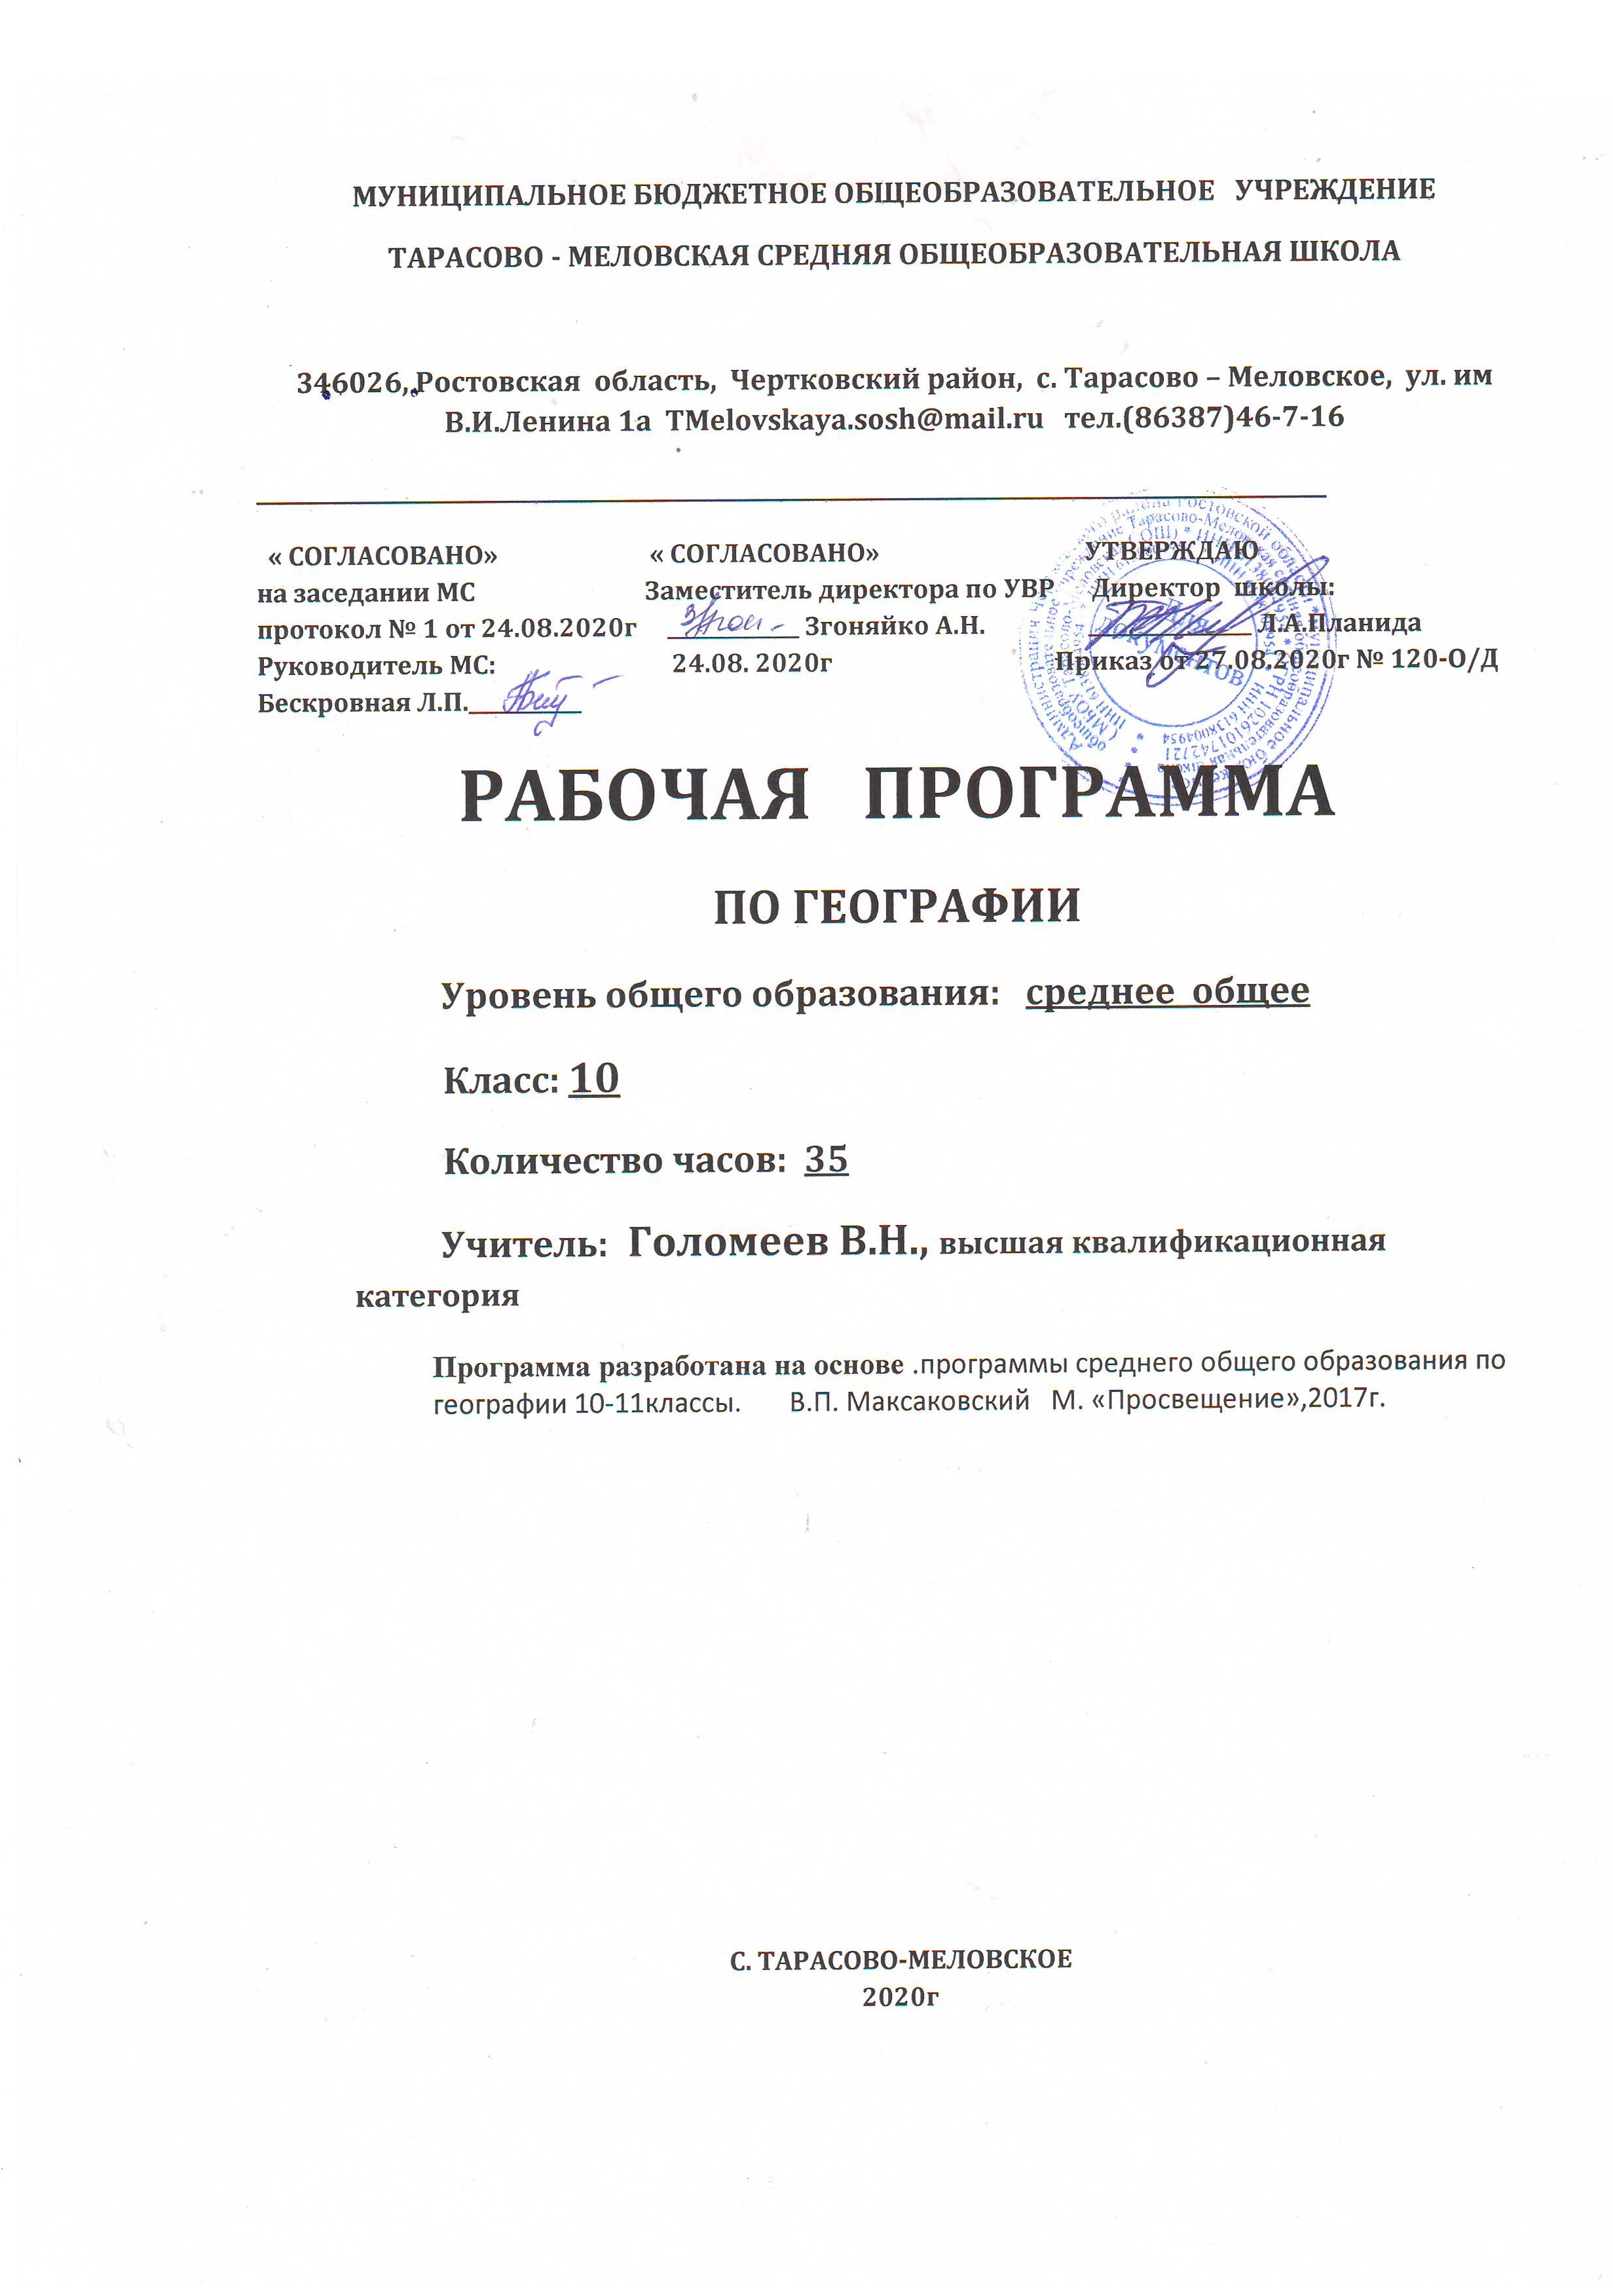 МУНИЦИПАЛЬНОЕ БЮДЖЕТНОЕ ОБЩЕОБРАЗОВАТЕЛЬНОЕ УЧРЕЖДЕНИЕ
ТАРАСОВО - МЕЛОВСКАЯ СРЕДНЯЯ ОБЩЕОБРАЗОВАТЕЛЬНАЯ ШКОЛА
346026, Ростовская область, Чертковский район, с. Тарасово – Меловское, ул. им
В.И.Ленина 1а TMelovskaya.sosh@mail.ru тел.(86387)46-7-16
« СОГЛАСОВАНО» « СОГЛАСОВАНО» УТВЕРЖДАЮ
на заседании МС Заместитель директора по УВР Директор школы:
протокол № 1 от 24.08.2020г ___________ Згоняйко А.Н. ___________ Л.А.Планида
Руководитель МС: 24.08. 2020г Приказ от 27.08.2020г № 120-О/Д
Бескровная Л.П.________
Для
документов
РАБОЧАЯ ПРОГРАММА
ПО ГЕОГРАФИИ
Уровень общего образования: среднее общее
Класс: 10
Количество часов: 35
Учитель: Голомеев В.Н., высшая квалификационная
категория
Программа разработана на основе .программы среднего общего образования по
географии 10-11классы. В.П. Максаковский М. «Просвещение»,2017г.
С. ТАРАСОВО-МЕЛОВСКОЕ
2020г